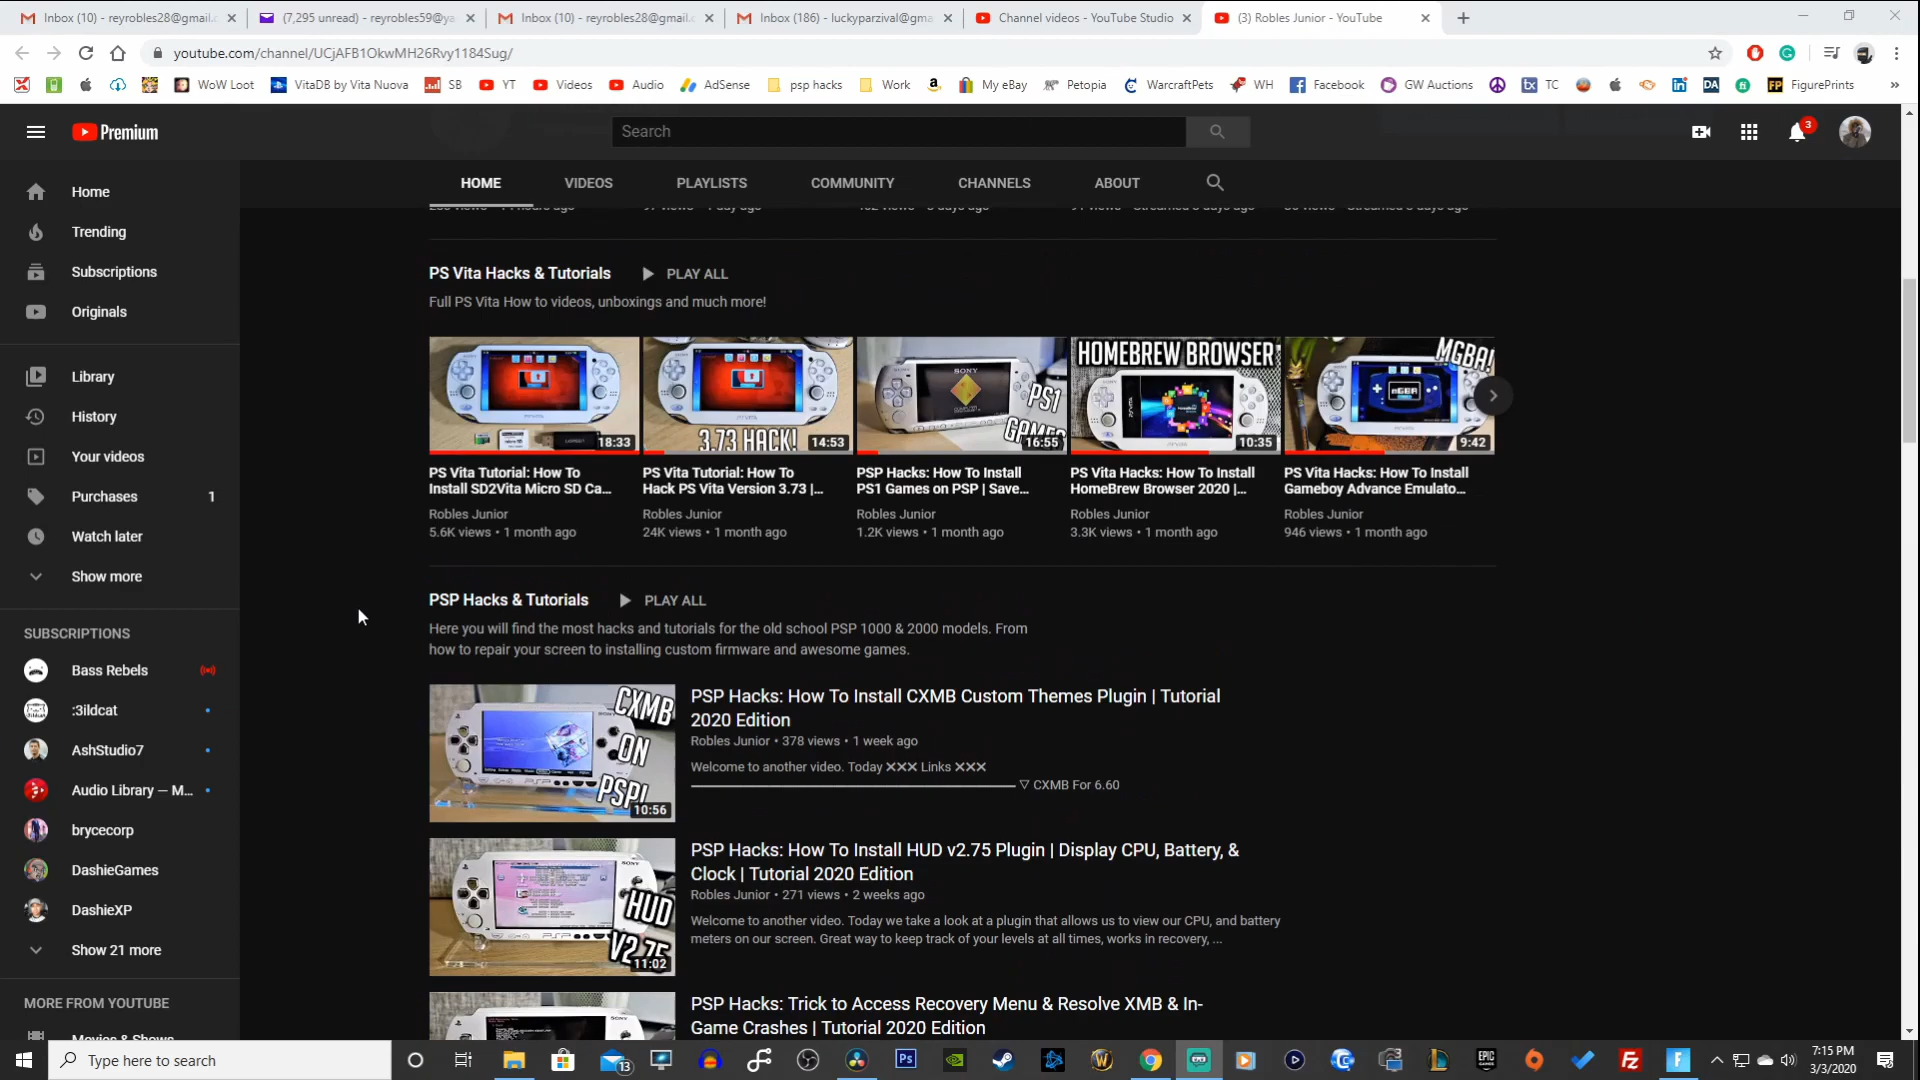 Inbox (10) - reyrobles28@gmail.c
(7,295 unread) - reyrobles59@ya
Inbox (10) - reyrobles28@gmail.c
Inbox (186) - luckyparzival@gma
Channel videos - YouTube Studio
(3) Robles Junior - YouTube
youtube.com/channel/UCjAFB1OkwMH26Rvy1184Sug/
WoW Loot
VitaDB by Vita Nuova
SB
YT
Videos
Audio
AdSense
psp hacks
Work
My eBay
Petopia
WarcraftPets
WH
Facebook
GW Auctions
TC
FigurePrints
Premium
Search
3
HOME
VIDEOS
PLAYLISTS
COMMUNITY
CHANNELS
ABOUT
Home
Trending
Subscriptions
Originals
Library
History
Your videos
Purchases 1
Watch later
Show more
SUBSCRIPTIONS
Bass Rebels
:3ildcat
AshStudio7
Audio Library — M...
brycecorp
DashieGames
DashieXP
Show 21 more
MORE FROM YOUTUBE
Movies & Shows
PS Vita Hacks & Tutorials
PLAY ALL
Full PS Vita How to videos, unboxings and much more!
18:33
3.73 HACK!
14:53
SONY
PS1
GAMES
16:55
HOMEBREW BROWSER
10:35
MGBA!
9:42
PS Vita Tutorial: How To
Install SD2Vita Micro SD Ca...
Robles Junior
5.6K views • 1 month ago
PS Vita Tutorial: How To
Hack PS Vita Version 3.73 |...
Robles Junior
24K views • 1 month ago
PSP Hacks: How To Install
PS1 Games on PSP | Save...
Robles Junior
1.2K views • 1 month ago
PS Vita Hacks: How To Install
HomeBrew Browser 2020 |...
Robles Junior
3.3K views • 1 month ago
PS Vita Hacks: How To Install
Gameboy Advance Emulato...
Robles Junior
946 views • 1 month ago
PSP Hacks & Tutorials
PLAY ALL
Here you will find the most hacks and tutorials for the old school PSP 1000 & 2000 models. From
how to repair your screen to installing custom firmware and awesome games.
CXMB
ON
PSP!
10:56
PSP Hacks: How To Install CXMB Custom Themes Plugin | Tutorial
2020 Edition
Robles Junior • 378 views • 1 week ago
Welcome to another video. Today ✕✕✕ Links ✕✕✕
▽ CXMB For 6.60
HUD
V2.75
11:02
PSP Hacks: How To Install HUD v2.75 Plugin | Display CPU, Battery, &
Clock | Tutorial 2020 Edition
Robles Junior • 271 views • 2 weeks ago
Welcome to another video. Today we take a look at a plugin that allows us to view our CPU, and battery
meters on our screen. Great way to keep track of your levels at all times, works in recovery, ...
PSP Hacks: Trick to Access Recovery Menu & Resolve XMB & In-
Game Crashes | Tutorial 2020 Edition
Type here to search
13
Ps
EPIC
7:15 PM
3/3/2020